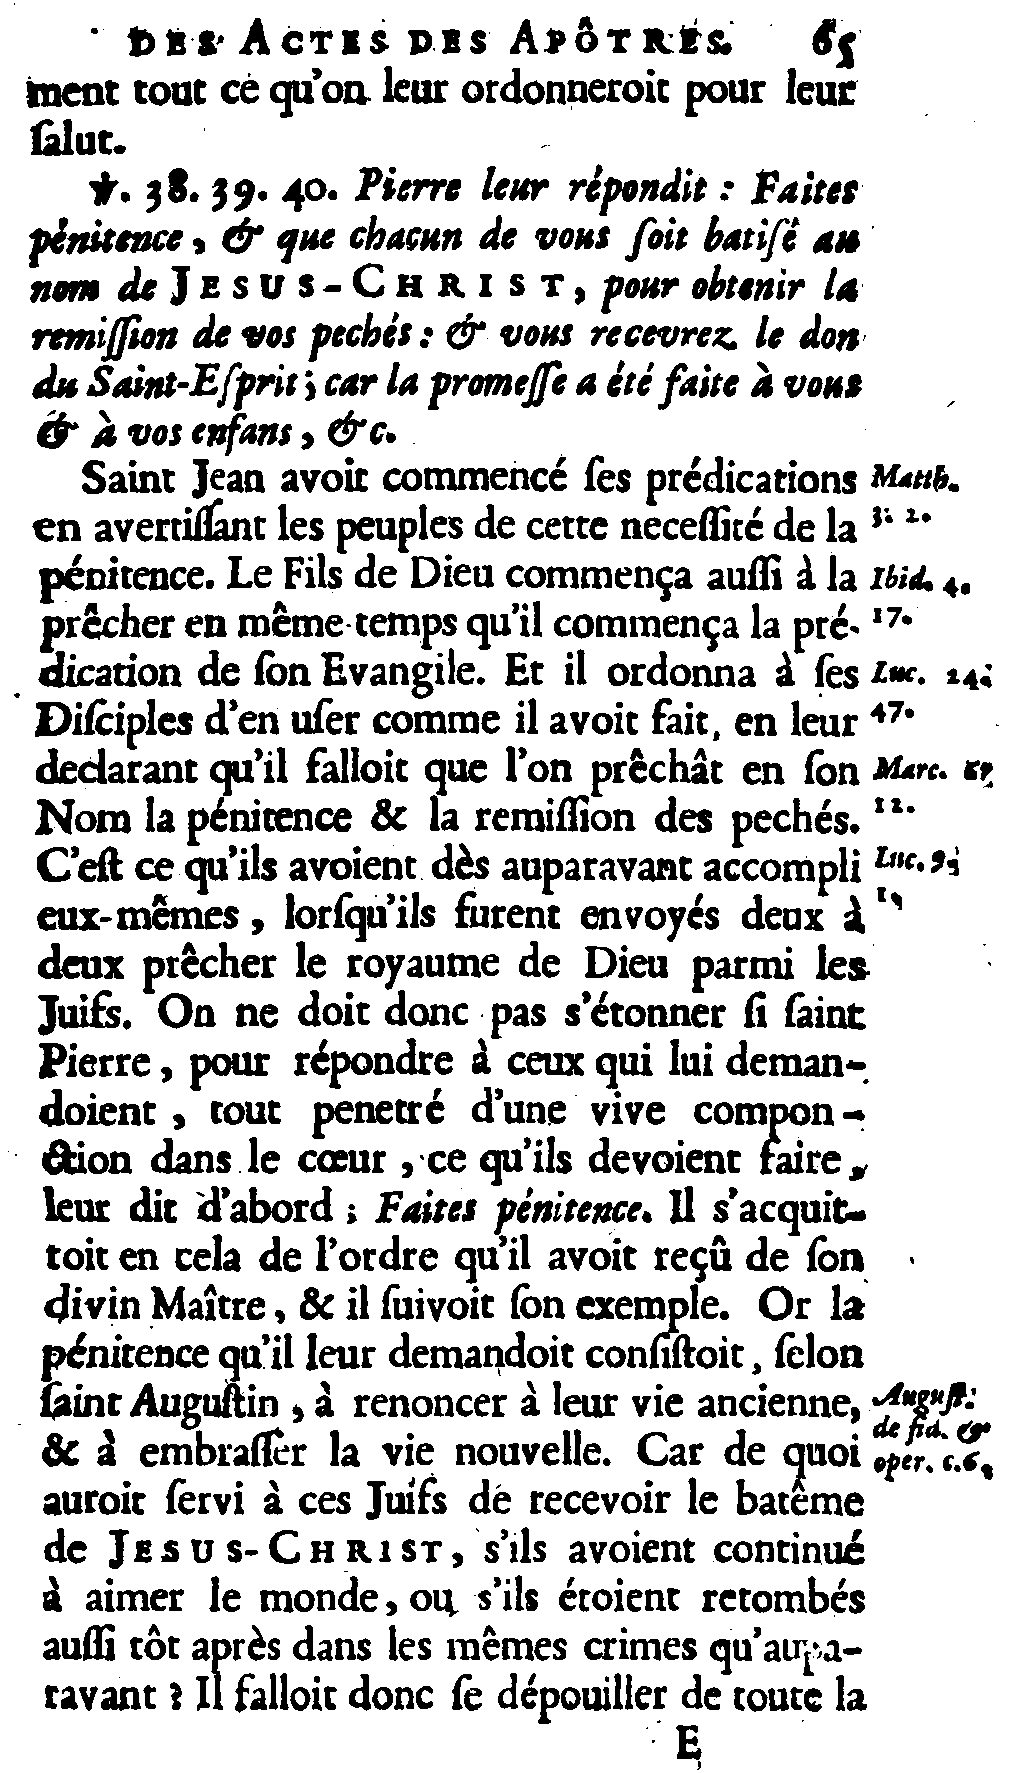 DES ACTES DES APÔTRES. 65
ment tout ce qu'on leur ordonneroit pour leur
ſalut.
℣. 38. 39. 40. Pierre leur répondit : Faites
pénitence, & que chacun de vous ſoit batiſé au
nom de JESUS-CHRIST, pour obtenir la
remiſſion de vos pechés : & vous recevrez le don
du Saint-Eſprit ; car la promeſſe a été faite à vous
& à vos enfans, &c.
Saint Jean avoit commencé ſes prédications
en avertiſſant les peuples de cette neceſſité de la
pénitence. Le Fils de Dieu commença auſſi à la
prêcher en même temps qu'il commença la pré-
dication de ſon Evangile. Et il ordonna à ſes
Diſciples d'en uſer comme il avoit fait, en leur
declarant qu'il falloit que l'on prêchât en ſon
Nom la pénitence & la remiſſion des pechés.
C'eſt ce qu'ils avoient dès auparavant accompli
eux-mêmes, lorſqu'ils furent envoyés deux à
deux prêcher le royaume de Dieu parmi les
Juifs. On ne doit donc pas s'étonner ſi ſaint
Pierre, pour répondre à ceux qui lui deman-
doient, tout penetré d'une vive compon-
ction dans le cœur, ce qu'ils devoient faire,
leur dit d'abord ; Faites pénitence. Il s'acquit-
toit en cela de l'ordre qu'il avoit reçû de ſon
divin Maître, & il ſuivoit ſon exemple. Or la
pénitence qu'il leur demandoit conſiſtoit, ſelon
ſaint Auguſtin, à renoncer à leur vie ancienne,
& à embraſſer la vie nouvelle. Car de quoi
auroit ſervi à ces Juifs de recevoir le batême
de JESUS-CHRIST, s'ils avoient continué
à aimer le monde, ou s'ils étoient retombés
auſſi tôt après dans les mêmes crimes qu'aupa-
ravant ? Il falloit donc ſe dépouiller de toute la
E
Matth.
3. 2.
Ibid. 4.
17.
Luc. 24.
47.
Marc.
12.
Luc. 9.
Auguſt.
de fid. &
oper. c. 6.